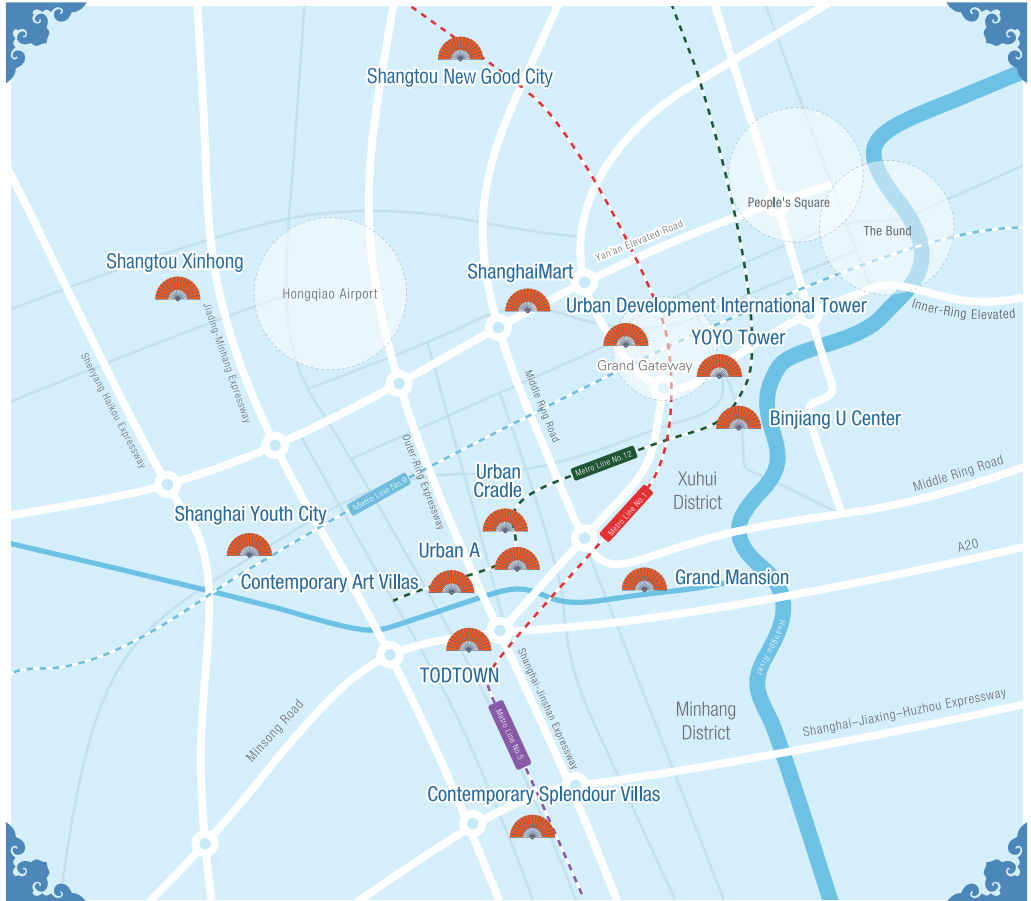 Shangtou New Good City
People's Square
The Bund
Yan'an Elevated Road
Shangtou Xinhong
ShanghaiMart
Hongqiao Airport
Urban Development International Tower
Inner-Ring Elevated
Jiading-Minhang Expressway
YOYO Tower
Grand Gateway
Shenyang Haikou Expressway
Middle Ring Road
Binjiang U Center
Outer-Ring Expressway
Metro Line No.12
Urban
Cradle
Xuhui
District
Middle Ring Road
Metro Line No.9
Metro Line No.1
Shanghai Youth City
Urban A
A20
Contemporary Art Villas
Grand Mansion
Huangpu River
TODTOWN
Shanghai-Jinshan Expressway
Minsong Road
Metro Line No.5
Minhang
District
Shanghai–Jiaxing–Huzhou Expressway
Contemporary Splendour Villas